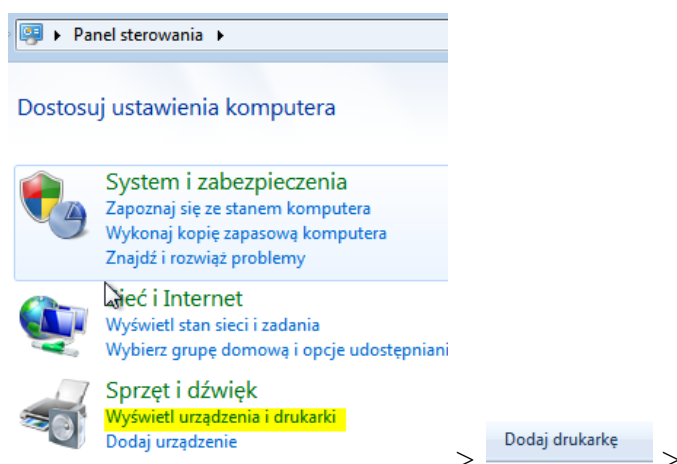 Panel sterowania
Dostosuj ustawienia komputera
System i zabezpieczenia
Zapoznaj się ze stanem komputera
Wykonaj kopię zapasową komputera
Znajdź i rozwiąż problemy
Sieć i Internet
Wyświetl stan sieci i zadania
Wybierz grupę domową i opcje udostępniani
Sprzęt i dźwięk
Wyświetl urządzenia i drukarki
Dodaj urządzenie
> Dodaj drukarkę >